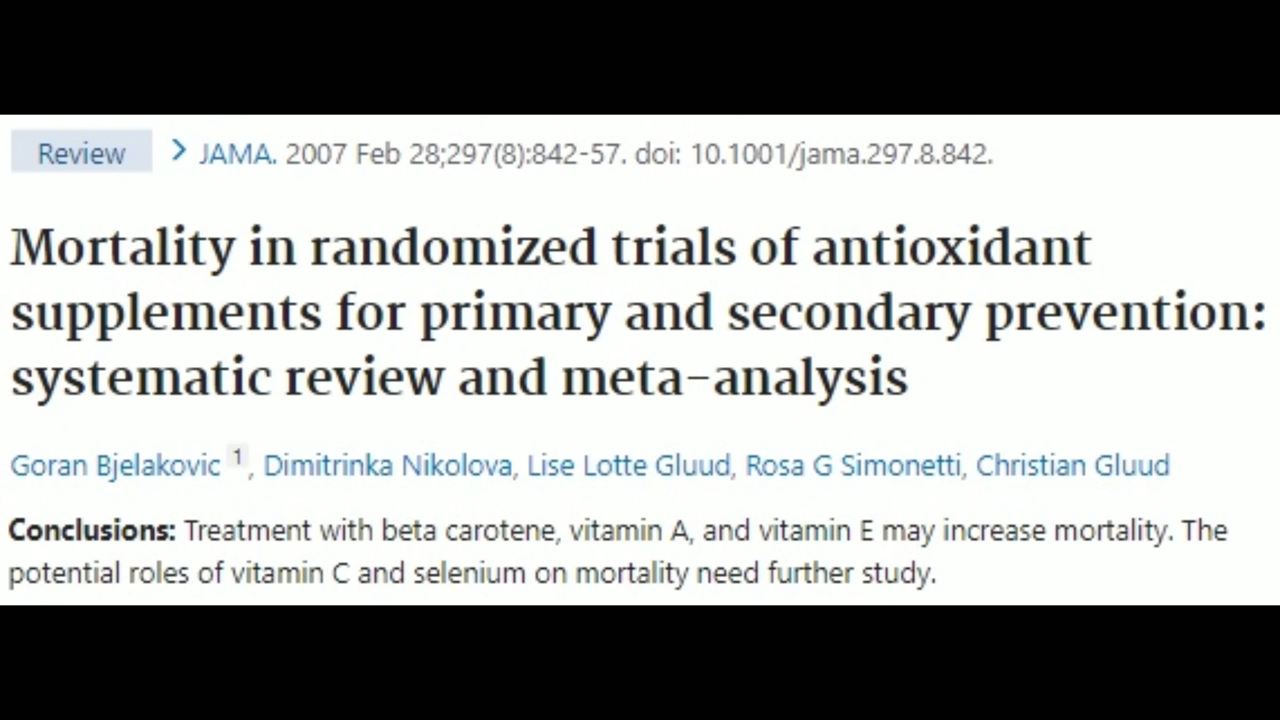 Review > JAMA. 2007 Feb 28;297(8):842-57. doi: 10.1001/jama.297.8.842.
Mortality in randomized trials of antioxidant
supplements for primary and secondary prevention:
systematic review and meta-analysis
Goran Bjelakovic 1, Dimitrinka Nikolova, Lise Lotte Gluud, Rosa G Simonetti, Christian Gluud
Conclusions: Treatment with beta carotene, vitamin A, and vitamin E may increase mortality. The
potential roles of vitamin C and selenium on mortality need further study.